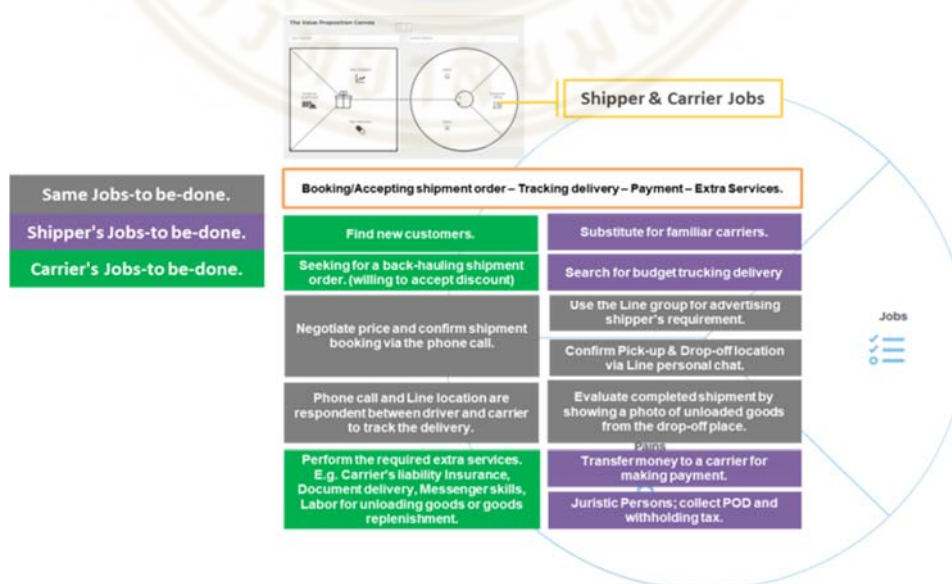 The Value Proposition Canvas
Shipper & Carrier Jobs
Same Jobs-to be-done.
Shipper's Jobs-to be-done.
Carrier's Jobs-to be-done.
Booking/Accepting shipment order – Tracking delivery – Payment – Extra Services.
Find new customers.
Substitute for familiar carriers.
Seeking for a back-hauling shipment
order. (willing to accept discount)
Search for budget trucking delivery
Negotiate price and confirm shipment
booking via the phone call.
Use the Line group for advertising
shipper's requirement.
Confirm Pick-up & Drop-off location
via Line personal chat.
Phone call and Line location are
respondent between driver and carrier
to track the delivery.
Evaluate completed shipment by
showing a photo of unloaded goods
from the drop-off place.
Pains
Perform the required extra services.
E.g. Carrier's liability Insurance,
Document delivery, Messenger skills,
Labor for unloading goods or goods
replenishment.
Transfer money to a carrier for
making payment.
Juristic Persons; collect POD and
withholding tax.
Jobs